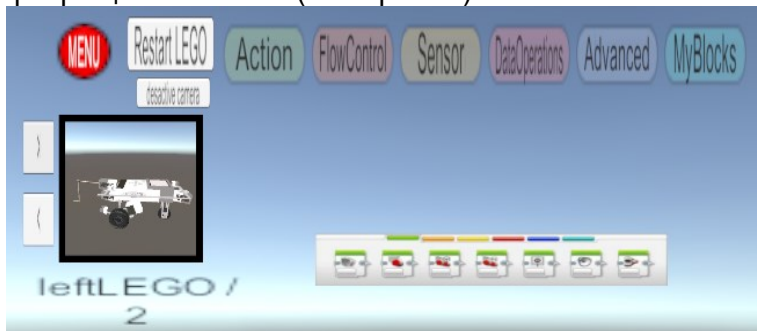 MENU
Restart LEGO
Action
FlowControl
Sensor
DataOperations
Advanced
MyBlocks
desactive camera
>
<
leftLEGO /
2